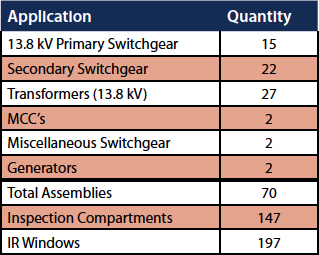 Application Quantity
13.8 kV Primary Switchgear 15
Secondary Switchgear 22
Transformers (13.8 kV) 27
MCC's 2
Miscellaneous Switchgear 2
Generators 2
Total Assemblies 70
Inspection Compartments 147
IR Windows 197